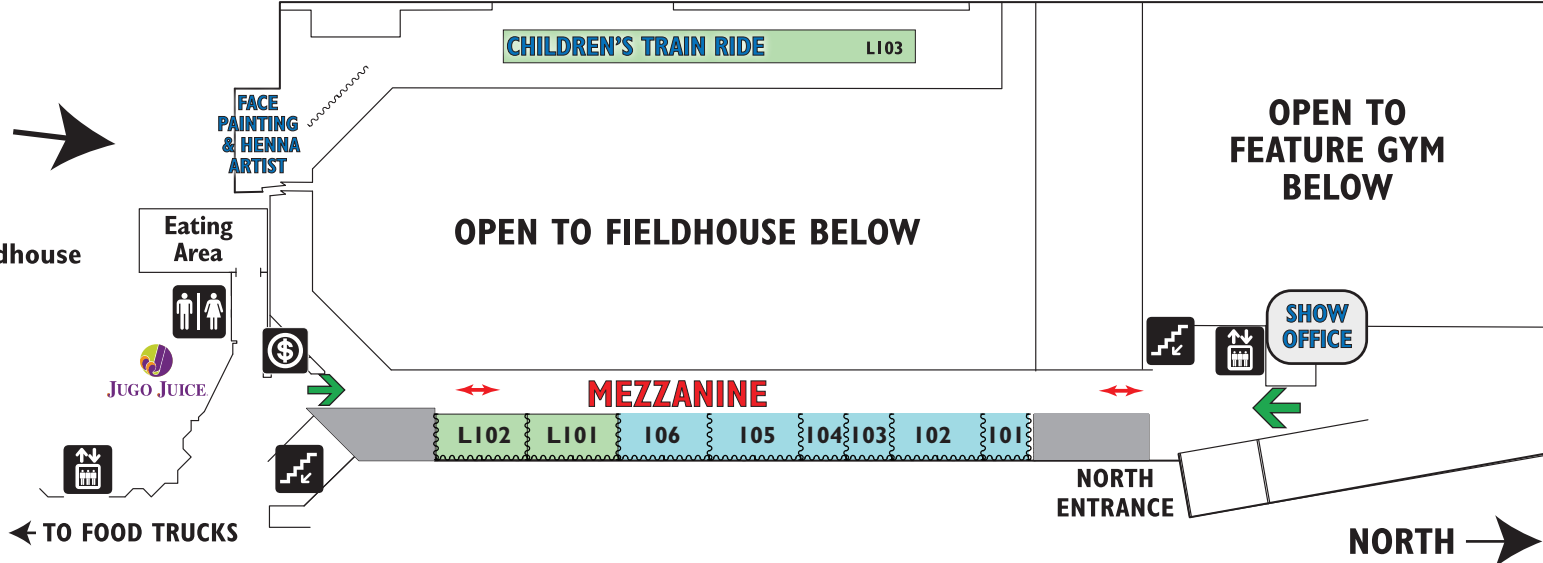 CHILDREN'S TRAIN RIDE L103
FACE
PAINTING
& HENNA
ARTIST
OPEN TO
FEATURE GYM
BELOW
Eating
Area
OPEN TO FIELDHOUSE BELOW
dhouse
SHOW
OFFICE
$
JUGO JUICE
MEZZANINE
L102 L101 106 105 104 103 102 101
NORTH
ENTRANCE
TO FOOD TRUCKS
NORTH